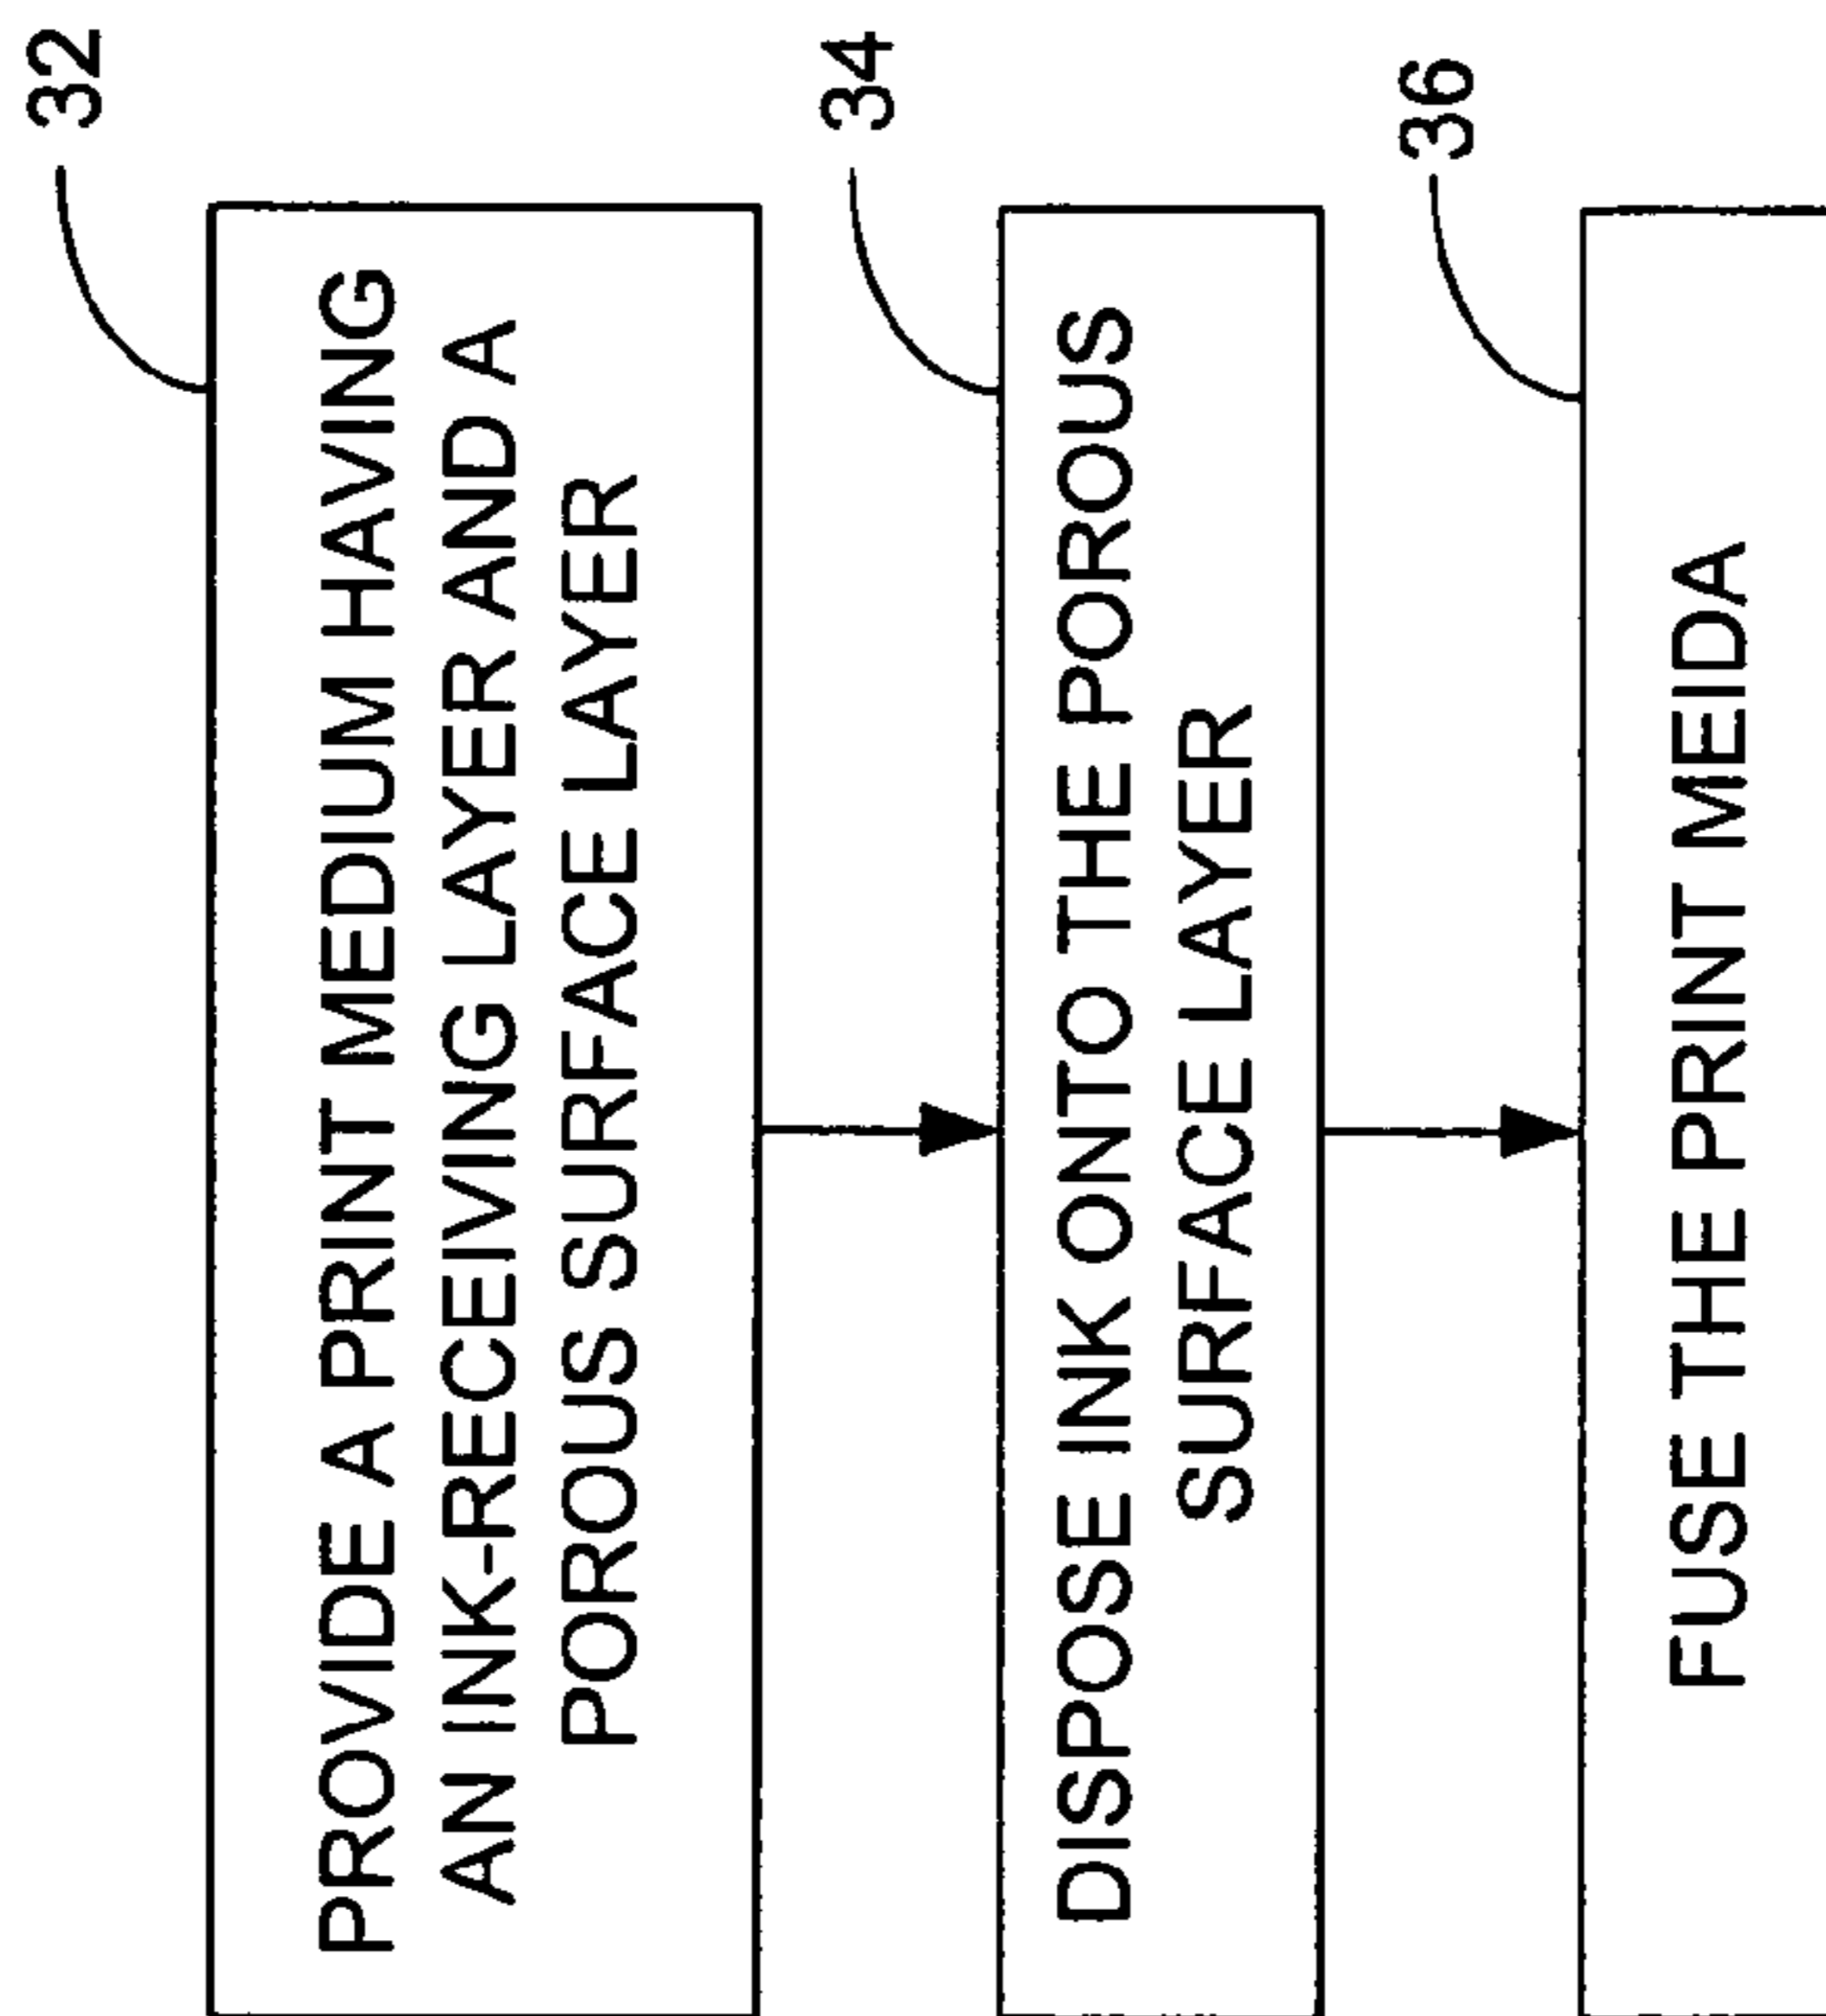 32
PROVIDE A PRINT MEDIUM HAVING
AN INK-RECEIVING LAYER AND A
POROUS SURFACE LAYER
34
DISPOSE INK ONTO THE POROUS
SURFACE LAYER
36
FUSE THE PRINT MEIDA